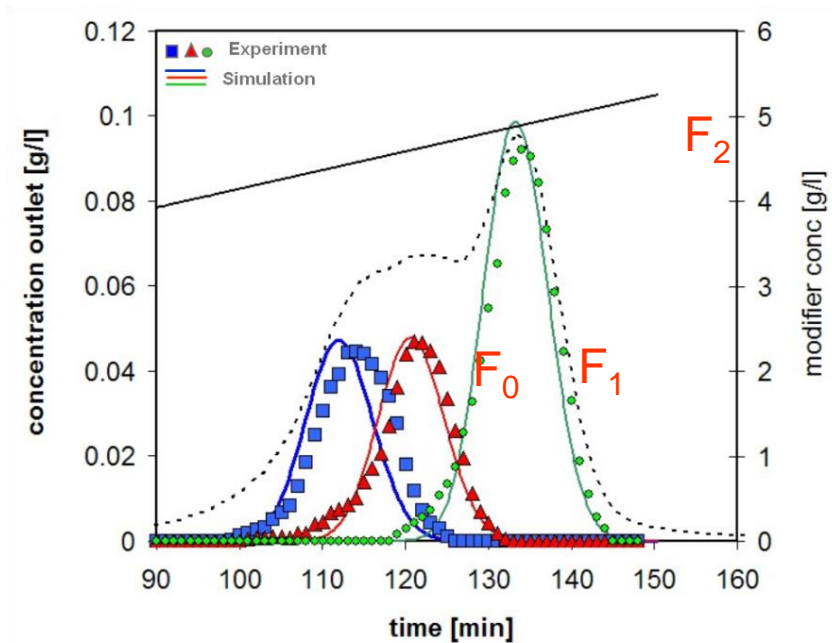 0.12
0.1
0.08
0.06
0.04
0.02
0
concentration outlet [g/l]
Experiment
Simulation
F2
F0
F1
6
5
4
3
2
1
0
modifier conc [g/l]
90 100 110 120 130 140 150 160
time [min]